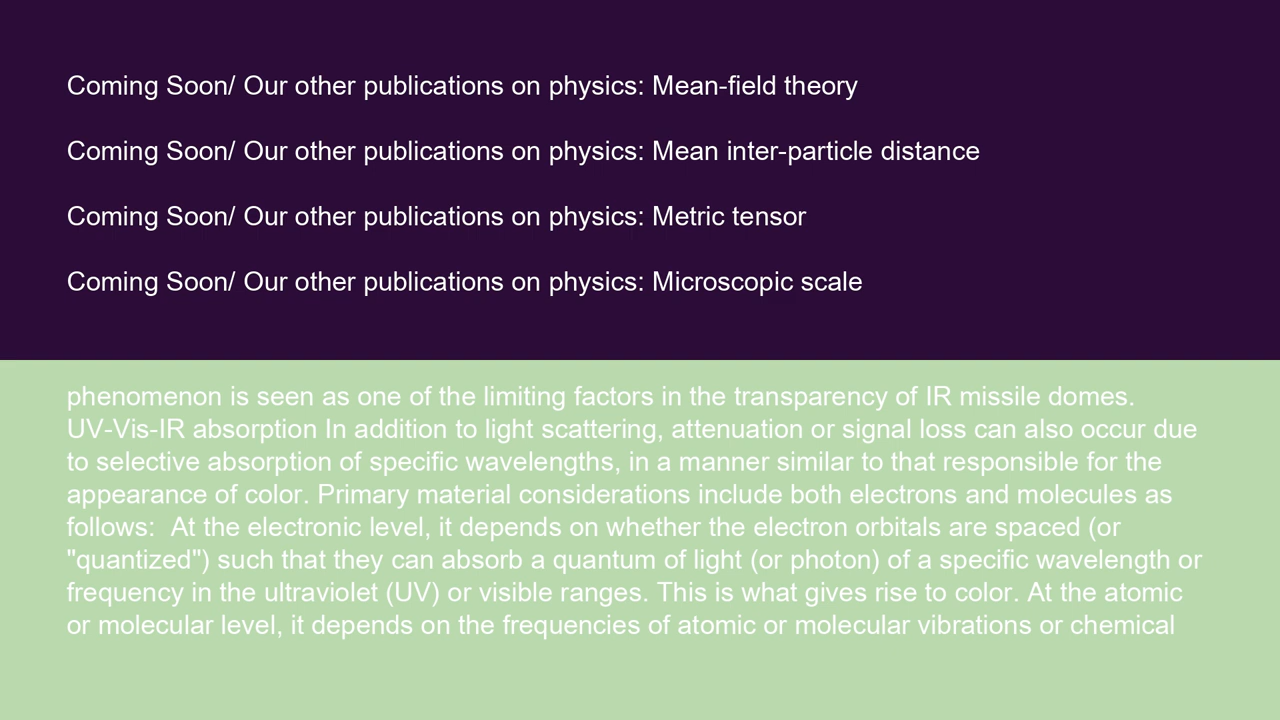 Coming Soon/ Our other publications on physics: Mean-field theory
Coming Soon/ Our other publications on physics: Mean inter-particle distance
Coming Soon/ Our other publications on physics: Metric tensor
Coming Soon/ Our other publications on physics: Microscopic scale
phenomenon is seen as one of the limiting factors in the transparency of IR missile domes.
UV-Vis-IR absorption In addition to light scattering, attenuation or signal loss can also occur due
to selective absorption of specific wavelengths, in a manner similar to that responsible for the
appearance of color. Primary material considerations include both electrons and molecules as
follows:  At the electronic level, it depends on whether the electron orbitals are spaced (or
"quantized") such that they can absorb a quantum of light (or photon) of a specific wavelength or
frequency in the ultraviolet (UV) or visible ranges. This is what gives rise to color. At the atomic
or molecular level, it depends on the frequencies of atomic or molecular vibrations or chemical